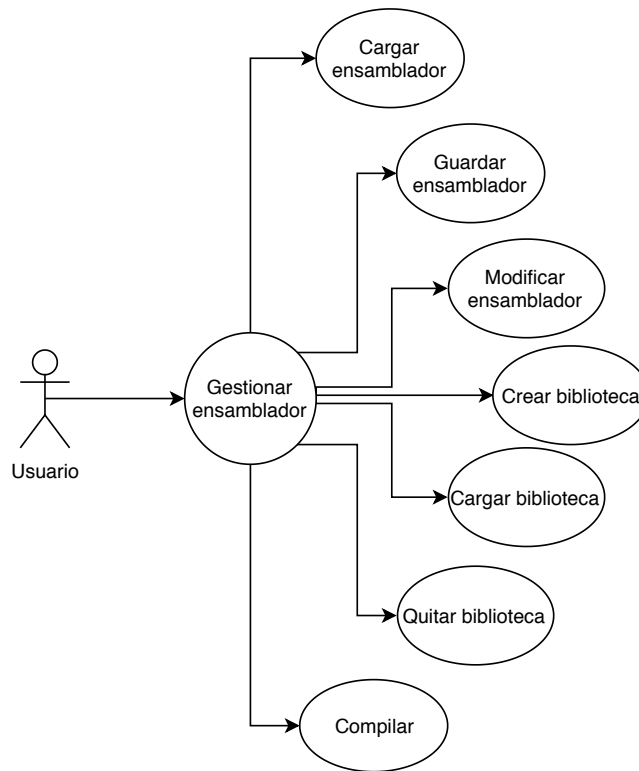 Cargar
ensamblador
Guardar
ensamblador
Modificar
ensamblador
Gestionar
ensamblador
Crear biblioteca
Usuario
Cargar biblioteca
Quitar biblioteca
Compilar